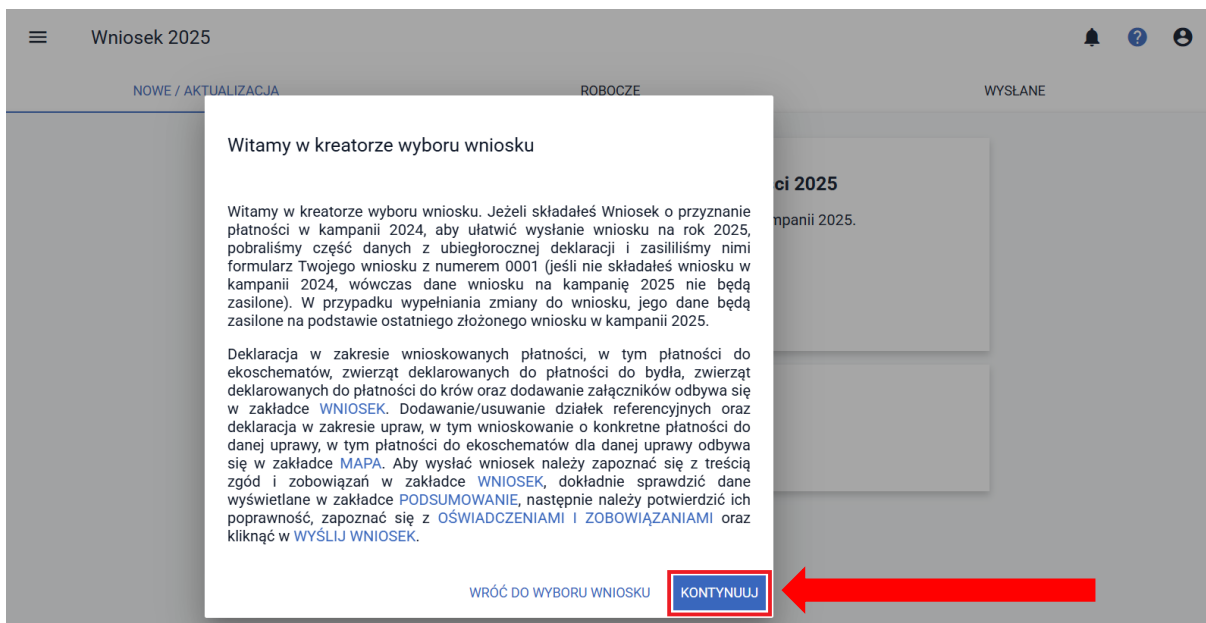 Wniosek 2025
NOWE / AKTUALIZACJA ROBOCZE WYSŁANE
ci 2025
mpanii 2025.
Witamy w kreatorze wyboru wniosku
Witamy w kreatorze wyboru wniosku. Jeżeli składałeś Wniosek o przyznanie
płatności w kampanii 2024, aby ułatwić wysłanie wniosku na rok 2025,
pobraliśmy część danych z ubiegłorocznej deklaracji i zasililiśmy nimi
formularz Twojego wniosku z numerem 0001 (jeśli nie składałeś wniosku w
kampanii 2024, wówczas dane wniosku na kampanię 2025 nie będą
zasilone). W przypadku wypełniania zmiany do wniosku, jego dane będą
zasilone na podstawie ostatniego złożonego wniosku w kampanii 2025.
Deklaracja w zakresie wnioskowanych płatności, w tym płatności do
ekoschematów, zwierząt deklarowanych do płatności do bydła, zwierząt
deklarowanych do płatności do krów oraz dodawanie załączników odbywa się
w zakładce WNIOSEK. Dodawanie/usuwanie działek referencyjnych oraz
deklaracja w zakresie upraw, w tym wnioskowanie o konkretne płatności do
danej uprawy, w tym płatności do ekoschematów dla danej uprawy odbywa
się w zakładce MAPA. Aby wysłać wniosek należy zapoznać się z treścią
zgód i zobowiązań w zakładce WNIOSEK, dokładnie sprawdzić dane
wyświetlane w zakładce PODSUMOWANIE, następnie należy potwierdzić ich
poprawność, zapoznać się z OŚWIADCZENIAMI I ZOBOWIĄZANIAMI oraz
kliknąć w WYŚLIJ WNIOSEK.
WRÓĆ DO WYBORU WNIOSKU KONTYNUUJ